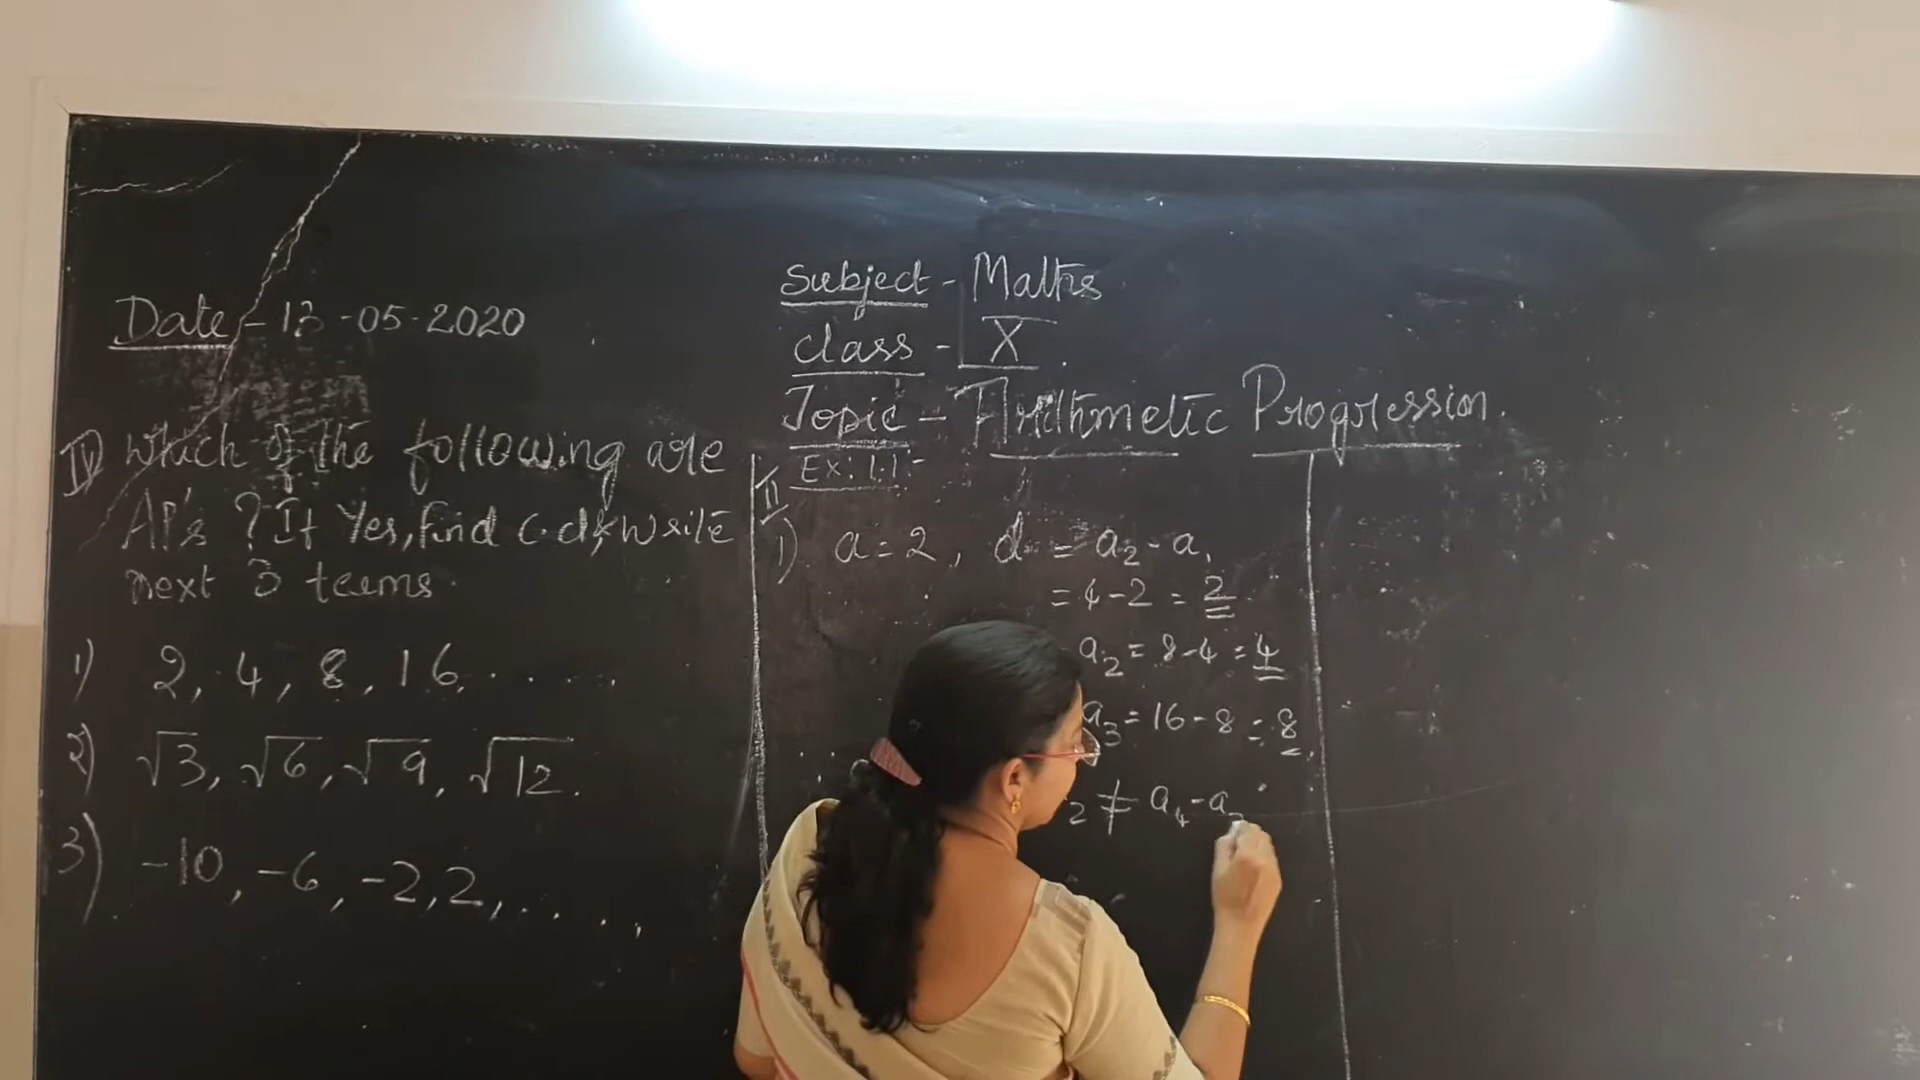 Subject - Maths
Class - X
Topic - Arithmetic Progression.
Date - 13-05-2020
IV Which of the following are
AP's ? If Yes, find c.d & write
next 3 terms.
1) 2, 4, 8, 16, . . . .
2) √3, √6, √9, √12.
3) -10, -6, -2, 2, . . . . ,
Ex: 1.1:-
II
1) a = 2, d = a₂ - a₁
= 4 - 2 = 2
a₂ = 8 - 4 = 4
a₃ = 16 - 8 = 8
₂ ≠ a₄ - a₃